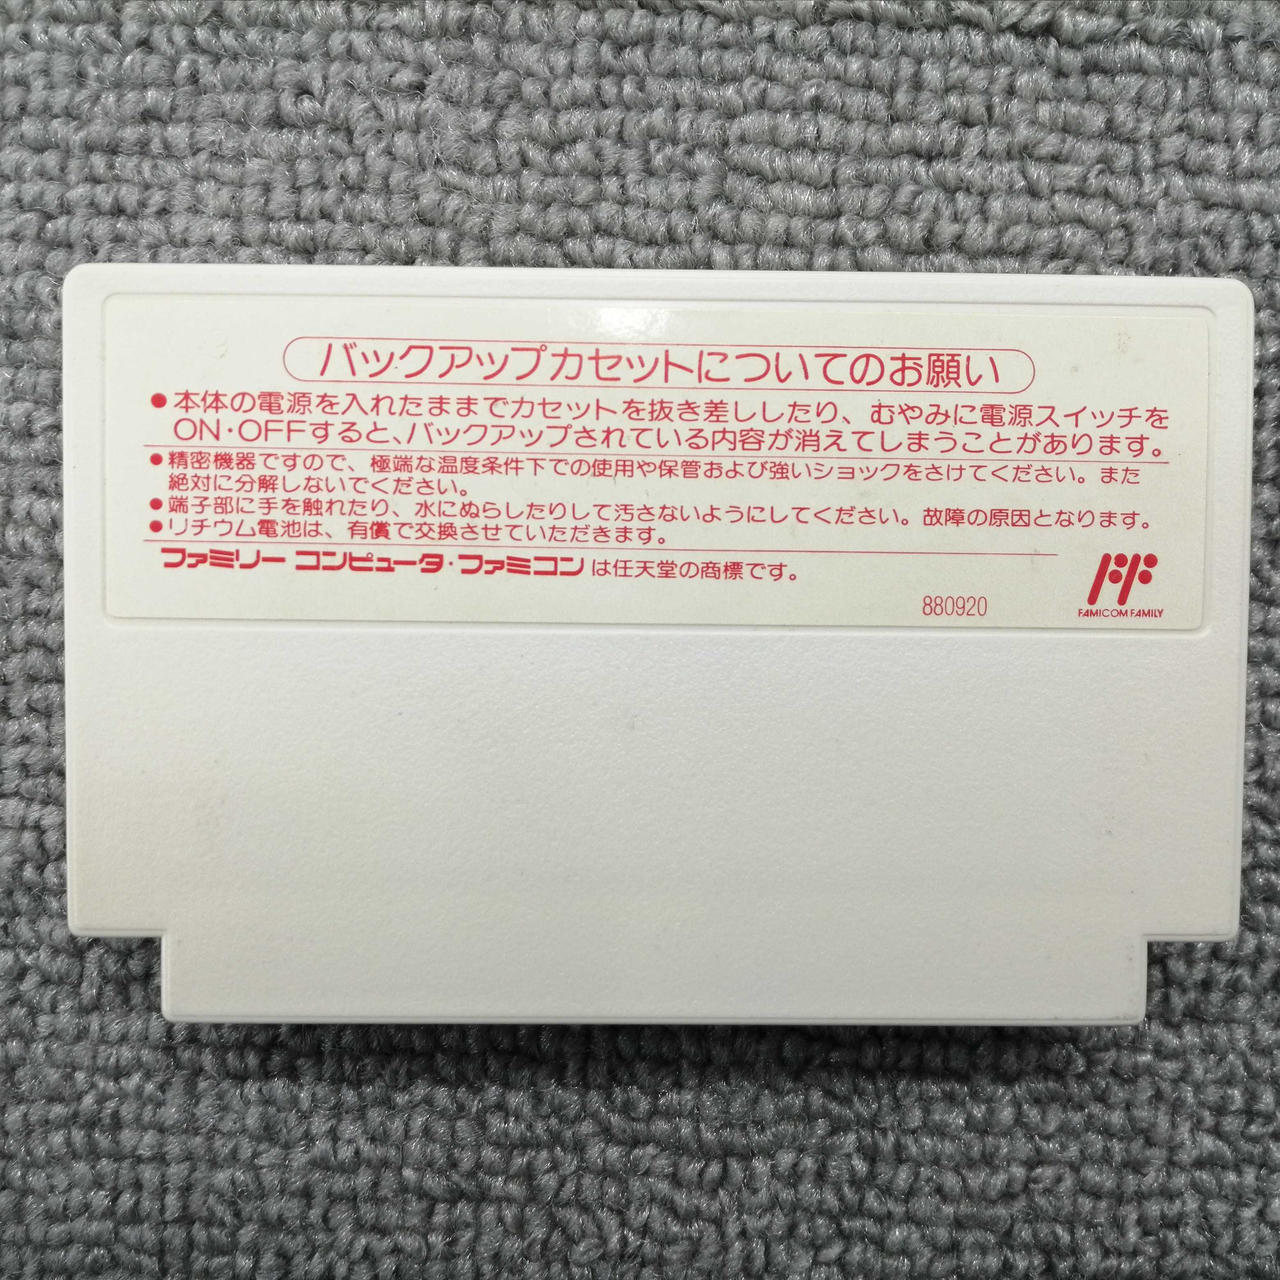 バックアップカセットについてのお願い
●本体の電源を入れたままでカセットを抜き差ししたり、むやみに電源スイッチを
ON・OFFすると、バックアップされている内容が消えてしまうことがあります。
●精密機器ですので、極端な温度条件下での使用や保管および強いショックをさけてください。また
絶対に分解しないでください。
●端子部に手を触れたり、水にぬらしたりして汚さないようにしてください。故障の原因となります。
●リチウム電池は、有償で交換させていただきます。
ファミリー コンピュータ・ファミコンは任天堂の商標です。
880920
FF
FAMICOM FAMILY